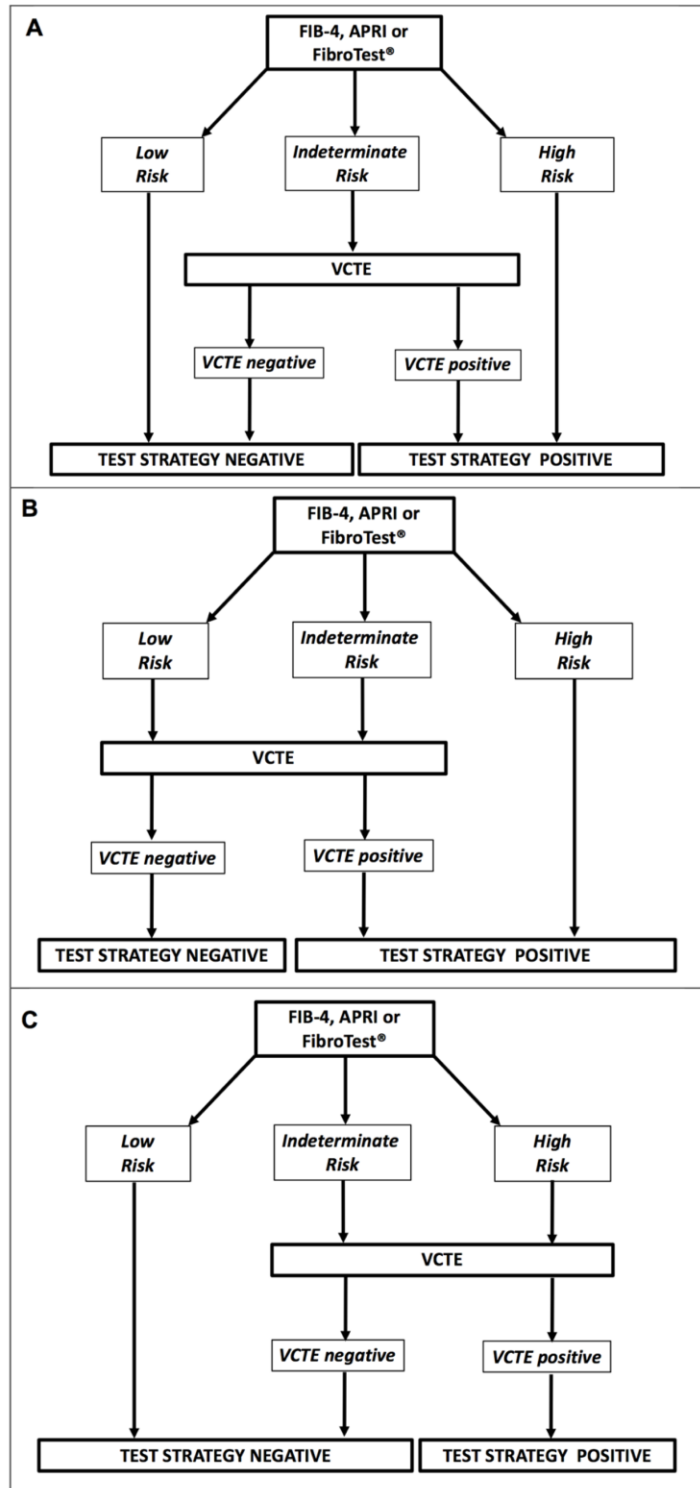 A
FIB-4, APRI or
FibroTest®
Low
Risk
Indeterminate
Risk
High
Risk
VCTE
VCTE negative
VCTE positive
TEST STRATEGY NEGATIVE
TEST STRATEGY POSITIVE
B
FIB-4, APRI or
FibroTest®
Low
Risk
Indeterminate
Risk
High
Risk
VCTE
VCTE negative
VCTE positive
TEST STRATEGY NEGATIVE
TEST STRATEGY POSITIVE
C
FIB-4, APRI or
FibroTest®
Low
Risk
Indeterminate
Risk
High
Risk
VCTE
VCTE negative
VCTE positive
TEST STRATEGY NEGATIVE
TEST STRATEGY POSITIVE